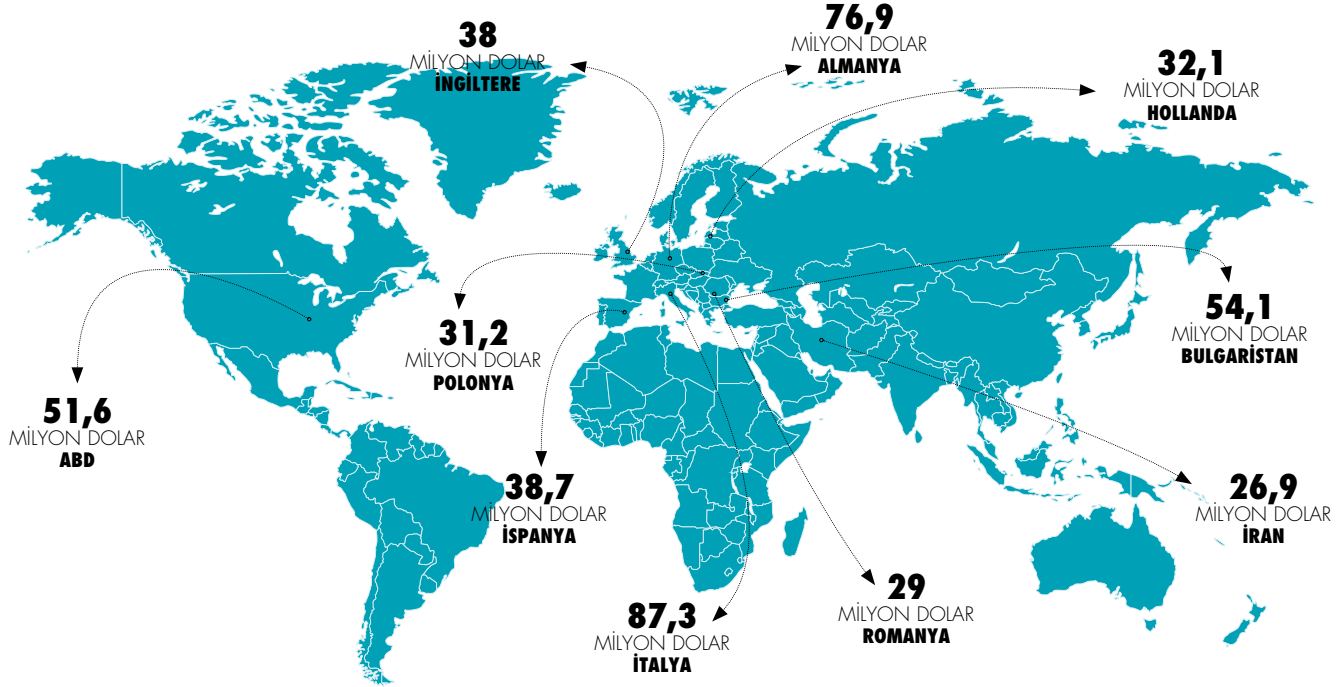 38
MİLYON DOLAR
İNGİLTERE
76,9
MİLYON DOLAR
ALMANYA
32,1
MİLYON DOLAR
HOLLANDA
31,2
MİLYON DOLAR
POLONYA
54,1
MİLYON DOLAR
BULGARİSTAN
51,6
MİLYON DOLAR
ABD
38,7
MİLYON DOLAR
İSPANYA
26,9
MİLYON DOLAR
İRAN
29
MİLYON DOLAR
ROMANYA
87,3
MİLYON DOLAR
İTALYA